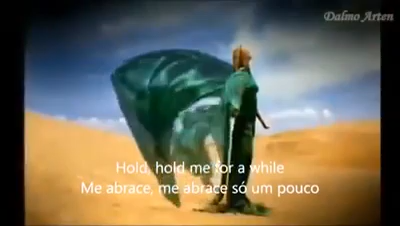 Dalmo Arten
Hold, hold me for a while
Me abrace, me abrace só um pouco